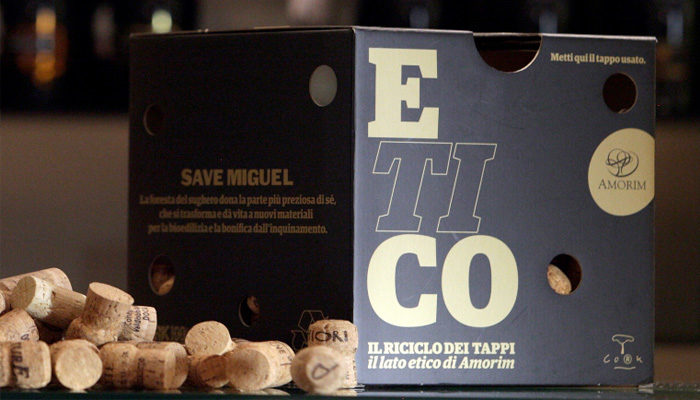 SAVE MIGUEL
La foresta del sughero dona la parte più preziosa di sé,
che si trasforma e dà vita a nuovi materiali
per la bioedilizia e la bonifica dall'inquinamento.
Metti qui il tappo usato.
E
TI
CO
AMORIM
IL RICICLO DEI TAPPI
il lato etico di Amorim
CORK